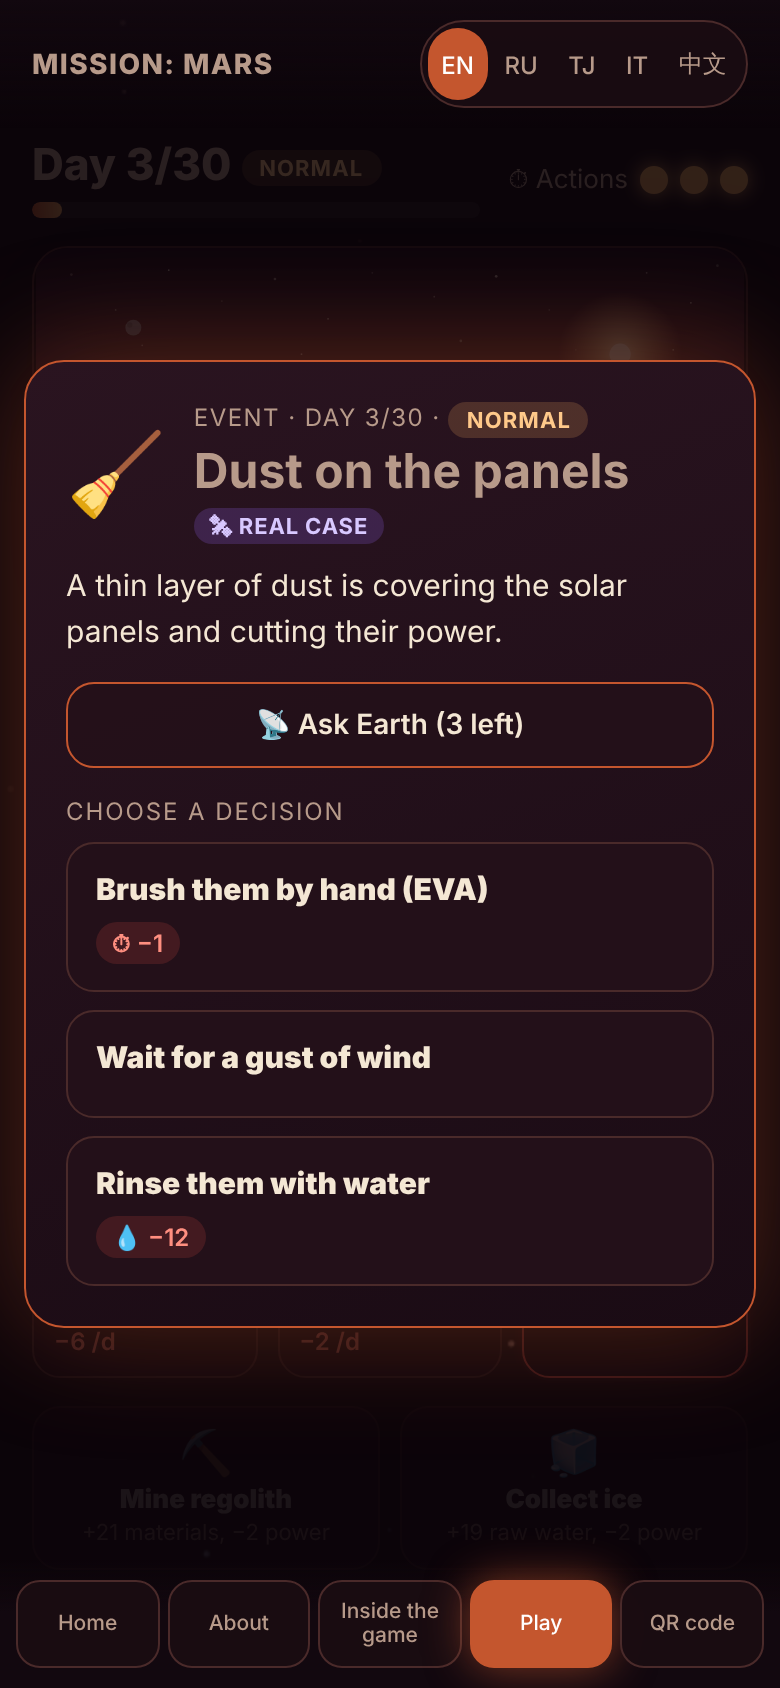 MISSION: MARS
EN RU TJ IT 中文
Day 3/30 NORMAL
⏱ Actions
EVENT · DAY 3/30 · NORMAL
Dust on the panels
🛰 REAL CASE
A thin layer of dust is covering the solar
panels and cutting their power.
📡 Ask Earth (3 left)
CHOOSE A DECISION
Brush them by hand (EVA)
⏱ −1
Wait for a gust of wind
Rinse them with water
💧 −12
−6 /d −2 /d
Mine regolith Collect ice
+21 materials, −2 power +19 raw water, −2 power
Home About Inside the game Play QR code